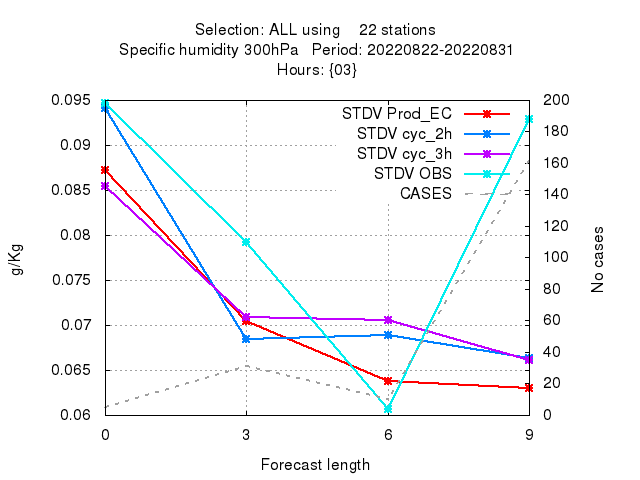 Selection: ALL using    22 stations
Specific humidity 300hPa   Period: 20220822-20220831
Hours: {03}
0.095
0.09
0.085
0.08
0.075
0.07
0.065
0.06
g/Kg
STDV Prod_EC
STDV cyc_2h
STDV cyc_3h
STDV OBS
CASES
200
180
160
140
120
100
80
60
40
20
0
No cases
0
3
6
9
Forecast length